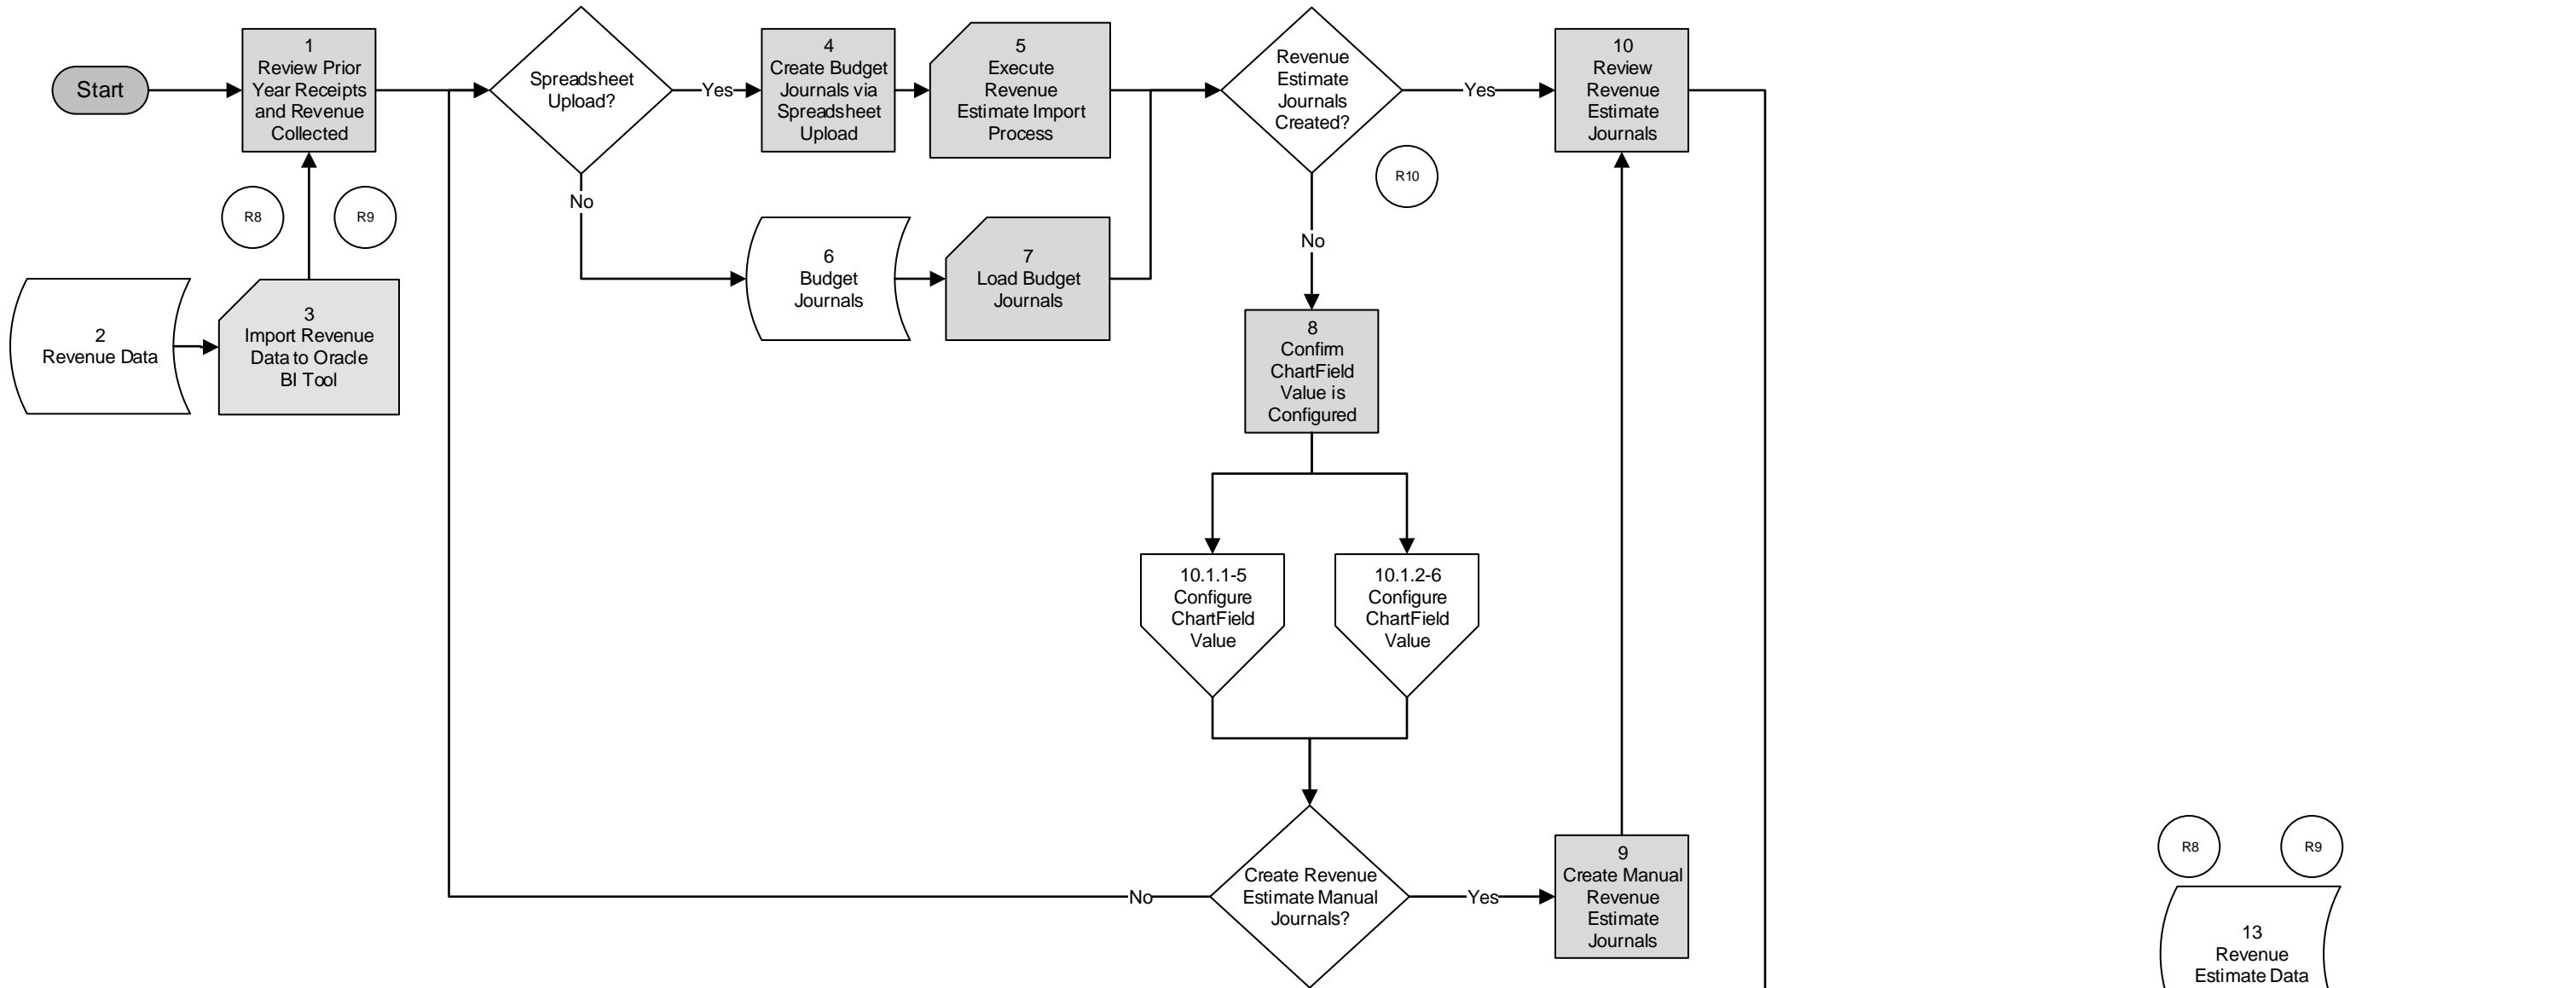 Start
1
Review Prior
Year Receipts
and Revenue
Collected
Spreadsheet
Upload?
Yes
4
Create Budget
Journals via
Spreadsheet
Upload
5
Execute
Revenue
Estimate Import
Process
Revenue
Estimate
Journals
Created?
Yes
10
Review
Revenue
Estimate
Journals
R8
R9
No
R10
2
Revenue Data
3
Import Revenue
Data to Oracle
BI Tool
6
Budget
Journals
7
Load Budget
Journals
No
8
Confirm
ChartField
Value is
Configured
10.1.1-5
Configure
ChartField
Value
10.1.2-6
Configure
ChartField
Value
No
Create Revenue
Estimate Manual
Journals?
Yes
9
Create Manual
Revenue
Estimate
Journals
R8
R9
13
Revenue
Estimate Data